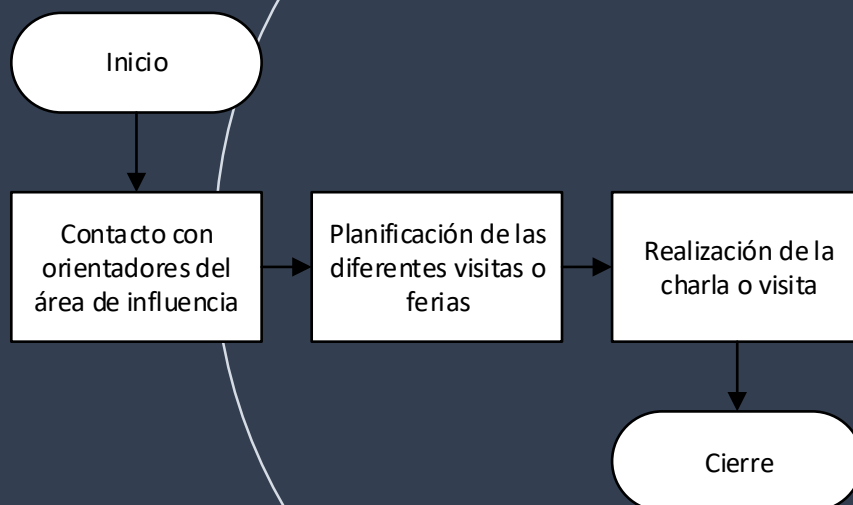 Inicio
Contacto con
orientadores del
área de influencia
Planificación de las
diferentes visitas o
ferias
Realización de la
charla o visita
Cierre